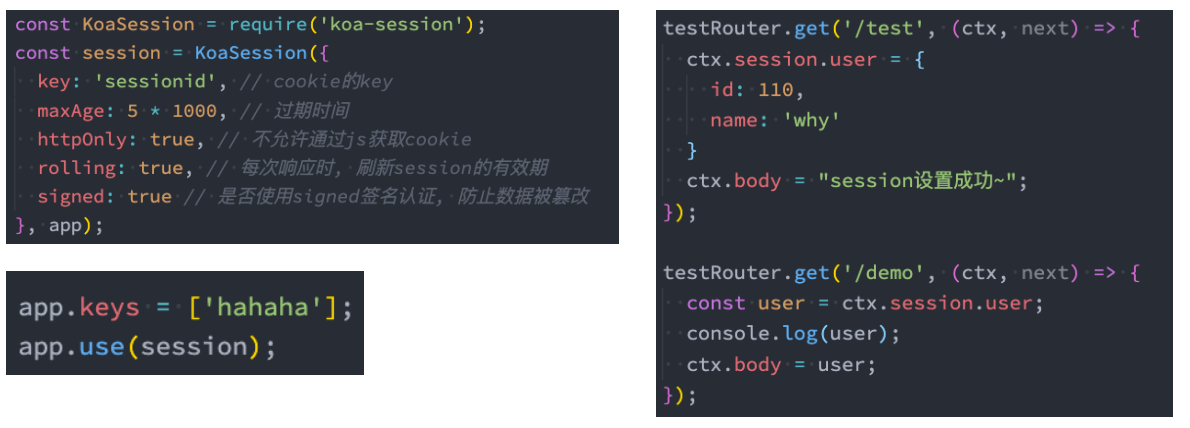 const KoaSession = require('koa-session');
const session = KoaSession({
  key: 'sessionid', // cookie的key
  maxAge: 5 * 1000, // 过期时间
  httpOnly: true, // 不允许通过js获取cookie
  rolling: true, // 每次响应时, 刷新session的有效期
  signed: true // 是否使用signed签名认证, 防止数据被篡改
}, app);
app.keys = ['hahaha'];
app.use(session);
testRouter.get('/test', (ctx, next) => {
  ctx.session.user = {
    id: 110,
    name: 'why'
  }
  ctx.body = "session设置成功~";
});
testRouter.get('/demo', (ctx, next) => {
  const user = ctx.session.user;
  console.log(user);
  ctx.body = user;
});